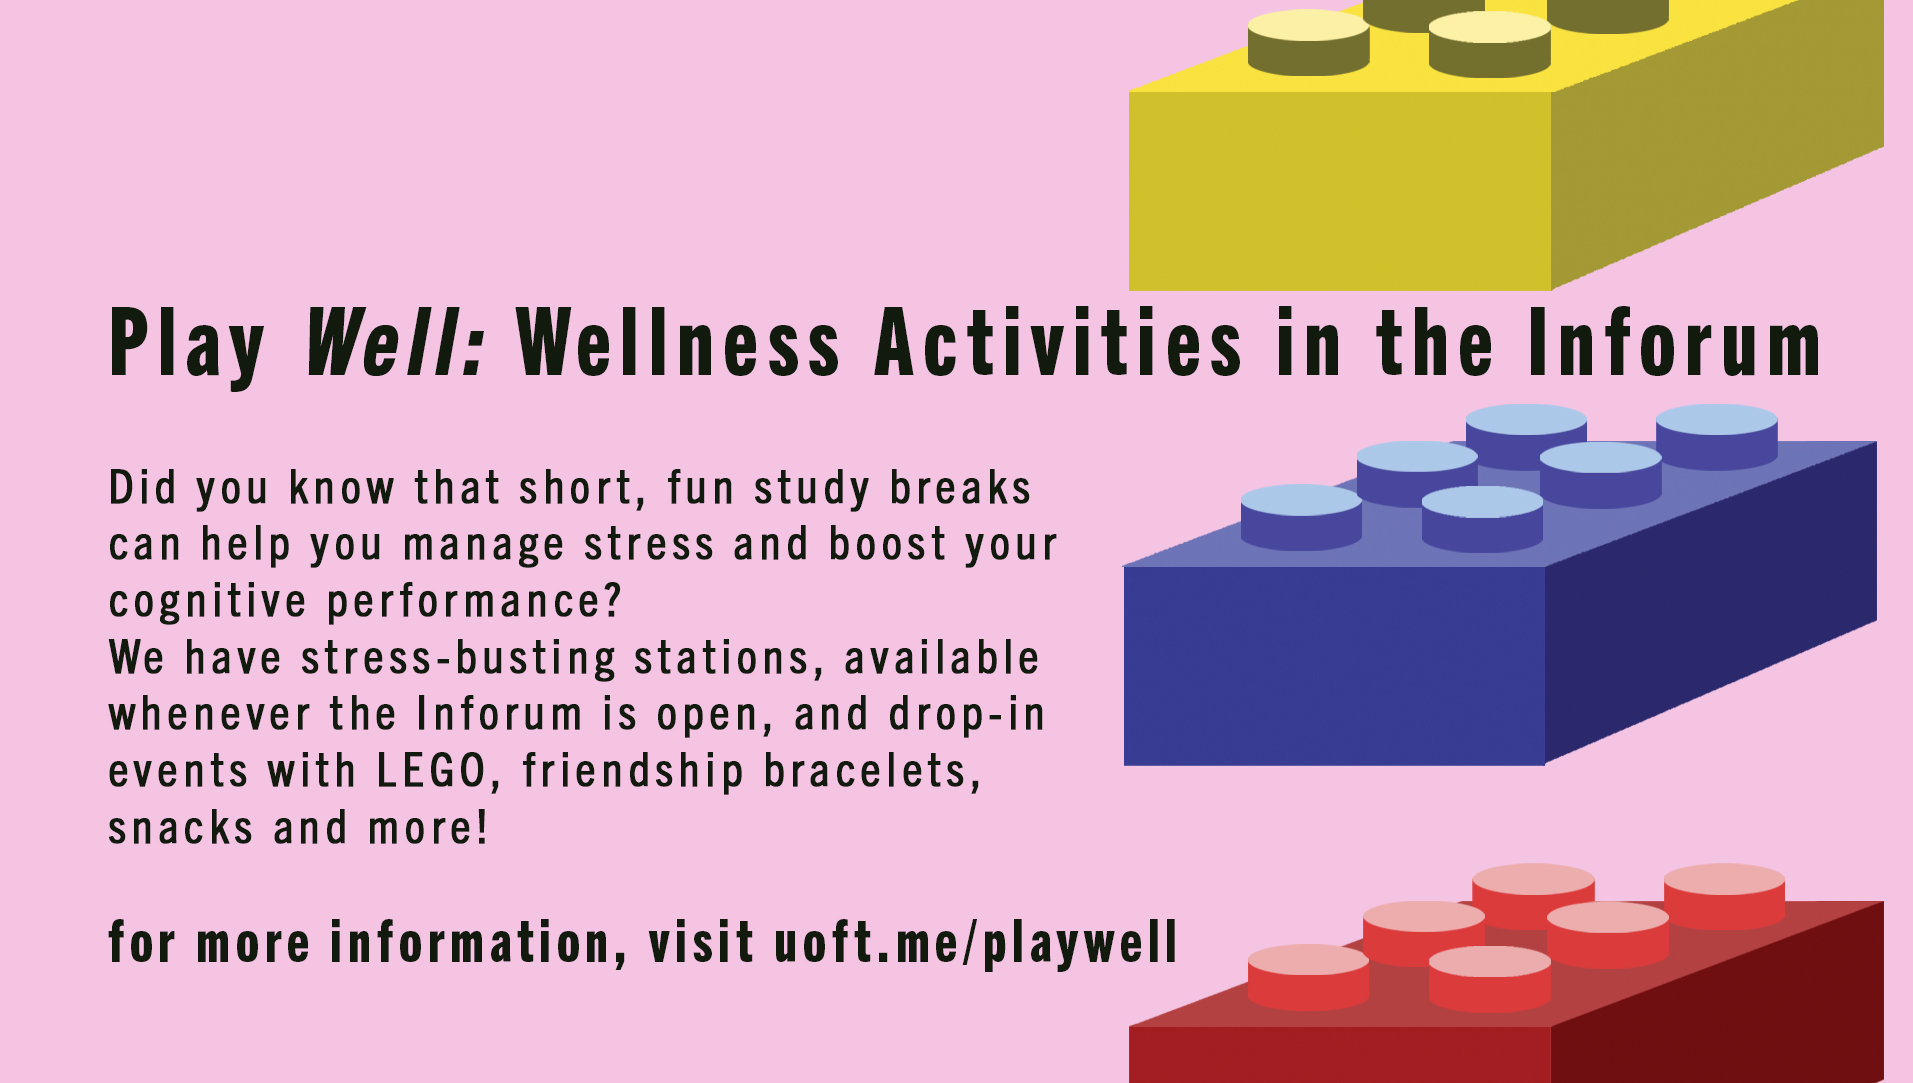 Play Well: Wellness Activities in the Inforum
Did you know that short, fun study breaks
can help you manage stress and boost your
cognitive performance?
We have stress-busting stations, available
whenever the Inforum is open, and drop-in
events with LEGO, friendship bracelets,
snacks and more!
for more information, visit uoft.me/playwell